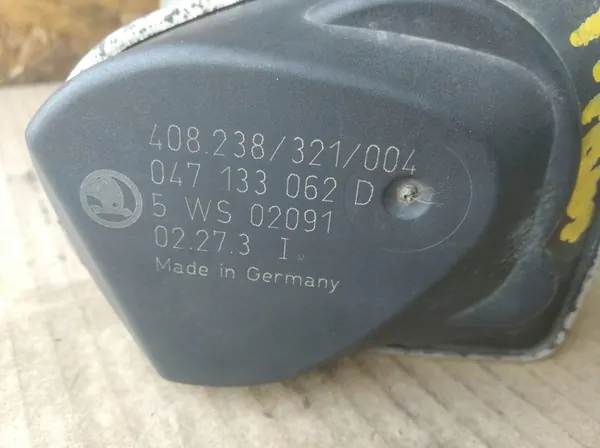 408.238/321/004
047 133 062 D
5 WS 02091
02.27.3 I
Made in Germany